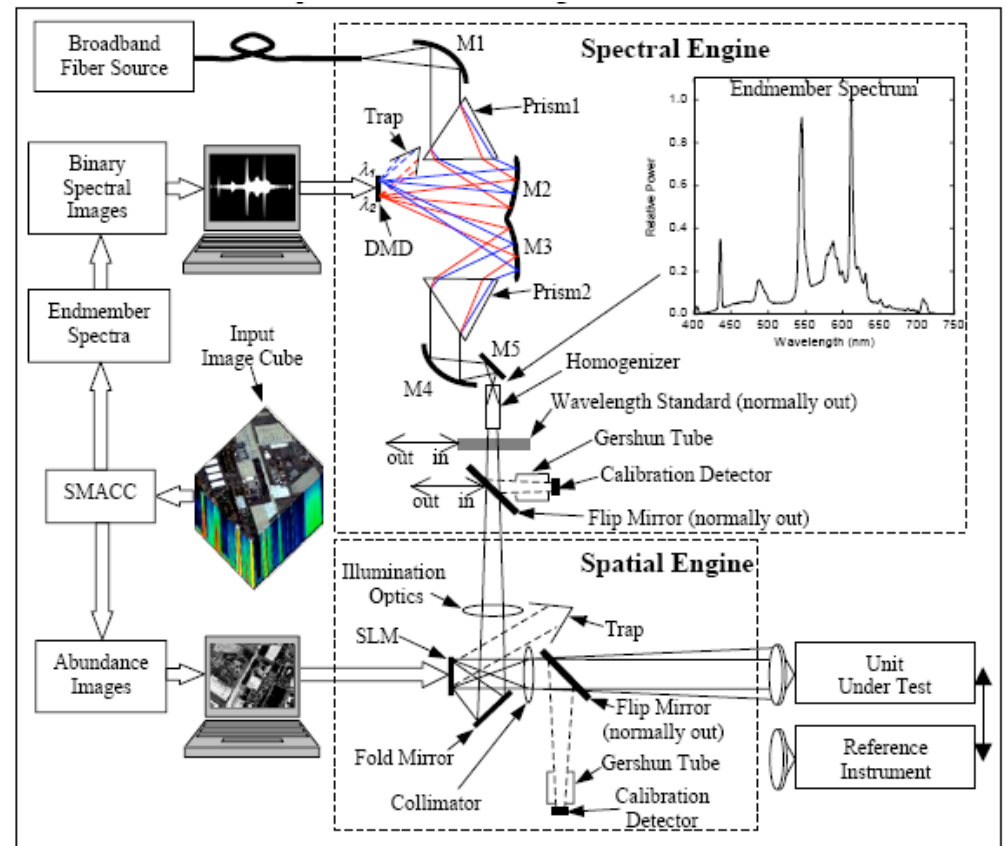 Broadband
Fiber Source
M1
Spectral Engine
Prism1
Trap
Endmember Spectrum
1.0
0.8
0.6
0.4
0.2
0.0
Relative Power
400 450 500 550 600 650 700 750
Wavelength (nm)
Binary
Spectral
Images
λ1
λ2
DMD
M2
M3
Prism2
Endmember
Spectra
Input
Image Cube
M5
M4
Homogenizer
Wavelength Standard (normally out)
out in
Gershun Tube
Calibration Detector
out in
Flip Mirror (normally out)
SMACC
Spatial Engine
Illumination
Optics
SLM
Trap
Abundance
Images
Unit
Under Test
Flip Mirror
(normally out)
Fold Mirror
Collimator
Gershun Tube
Calibration
Detector
Reference
Instrument